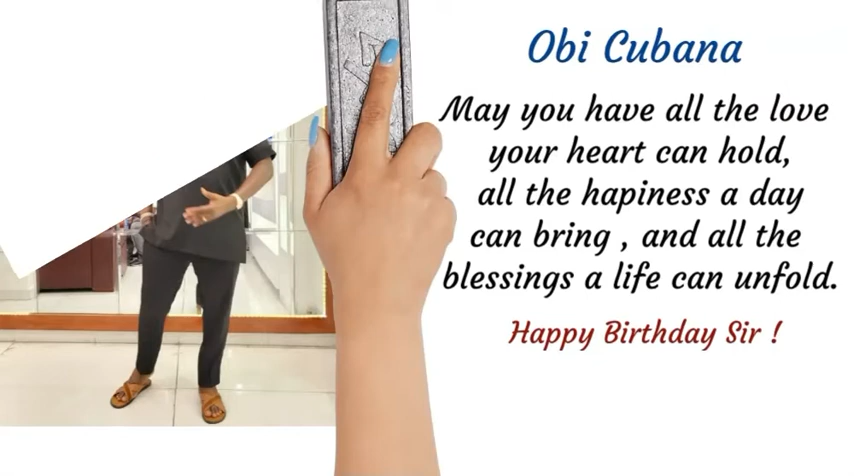 Obi Cubana
May you have all the love
your heart can hold,
all the hapiness a day
can bring , and all the
blessings a life can unfold.
Happy Birthday Sir !